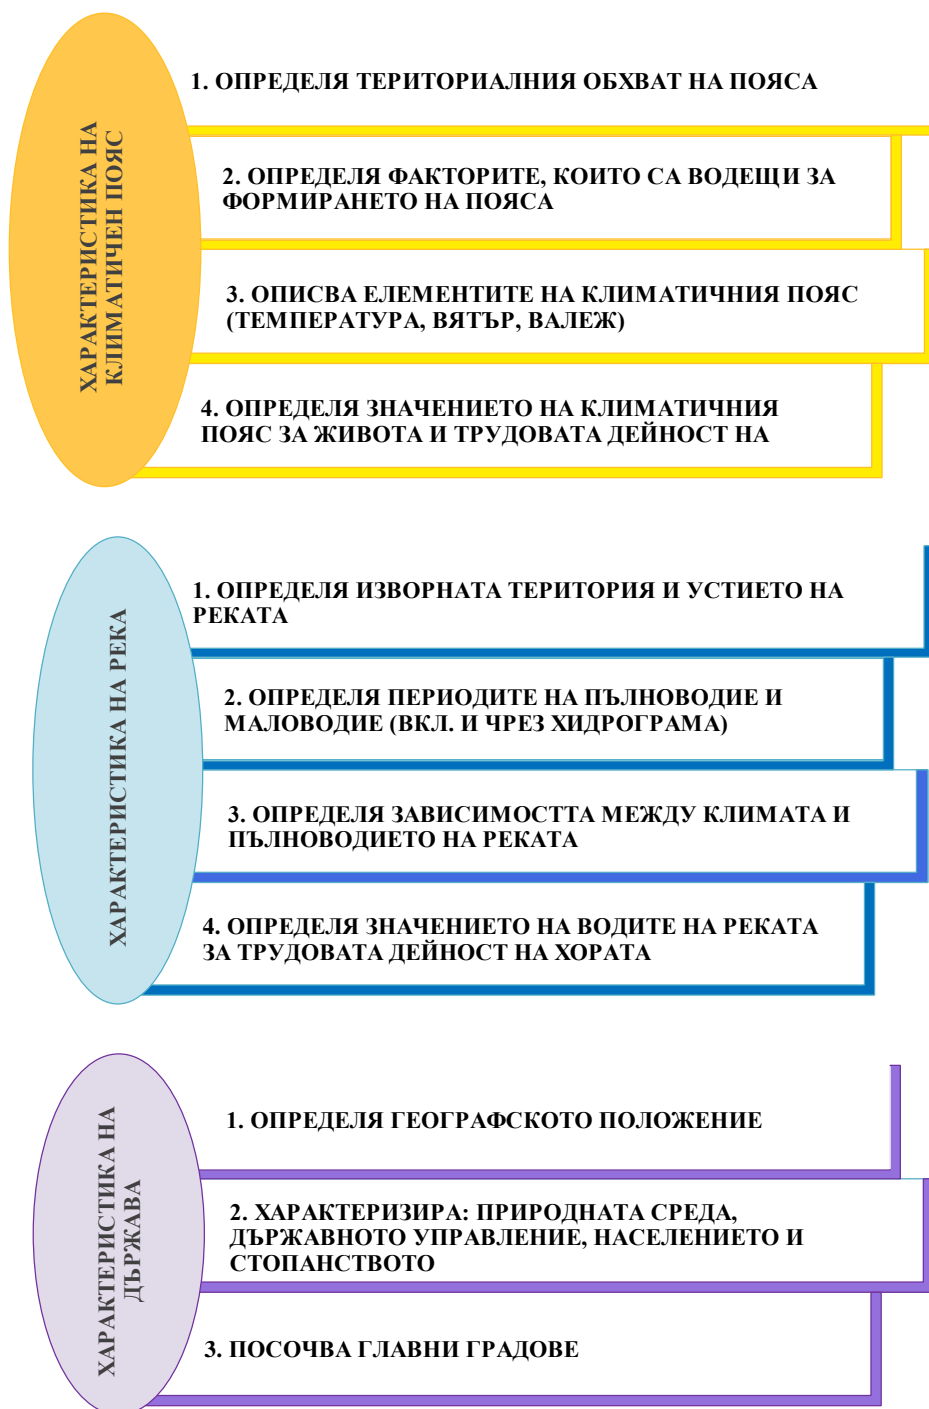 ХАРАКТЕРИСТИКА НА
КЛИМАТИЧЕН ПОЯС
1. ОПРЕДЕЛЯ ТЕРИТОРИАЛНИЯ ОБХВАТ НА ПОЯСА
2. ОПРЕДЕЛЯ ФАКТОРИТЕ, КОИТО СА ВОДЕЩИ ЗА
ФОРМИРАНЕТО НА ПОЯСА
3. ОПИСВА ЕЛЕМЕНТИТЕ НА КЛИМАТИЧНИЯ ПОЯС
(ТЕМПЕРАТУРА, ВЯТЪР, ВАЛЕЖ)
4. ОПРЕДЕЛЯ ЗНАЧЕНИЕТО НА КЛИМАТИЧНИЯ
ПОЯС ЗА ЖИВОТА И ТРУДОВАТА ДЕЙНОСТ НА
ХАРАКТЕРИСТИКА НА РЕКА
1. ОПРЕДЕЛЯ ИЗВОРНАТА ТЕРИТОРИЯ И УСТИЕТО НА
РЕКАТА
2. ОПРЕДЕЛЯ ПЕРИОДИТЕ НА ПЪЛНОВОДИЕ И
МАЛОВОДИЕ (ВКЛ. И ЧРЕЗ ХИДРОГРАМА)
3. ОПРЕДЕЛЯ ЗАВИСИМОСТТА МЕЖДУ КЛИМАТА И
ПЪЛНОВОДИЕТО НА РЕКАТА
4. ОПРЕДЕЛЯ ЗНАЧЕНИЕТО НА ВОДИТЕ НА РЕКАТА
ЗА ТРУДОВАТА ДЕЙНОСТ НА ХОРАТА
ХАРАКТЕРИСТИКА НА
ДЪРЖАВА
1. ОПРЕДЕЛЯ ГЕОГРАФСКОТО ПОЛОЖЕНИЕ
2. ХАРАКТЕРИЗИРА: ПРИРОДНАТА СРЕДА,
ДЪРЖАВНОТО УПРАВЛЕНИЕ, НАСЕЛЕНИЕТО И
СТОПАНСТВОТО
3. ПОСОЧВА ГЛАВНИ ГРАДОВЕ